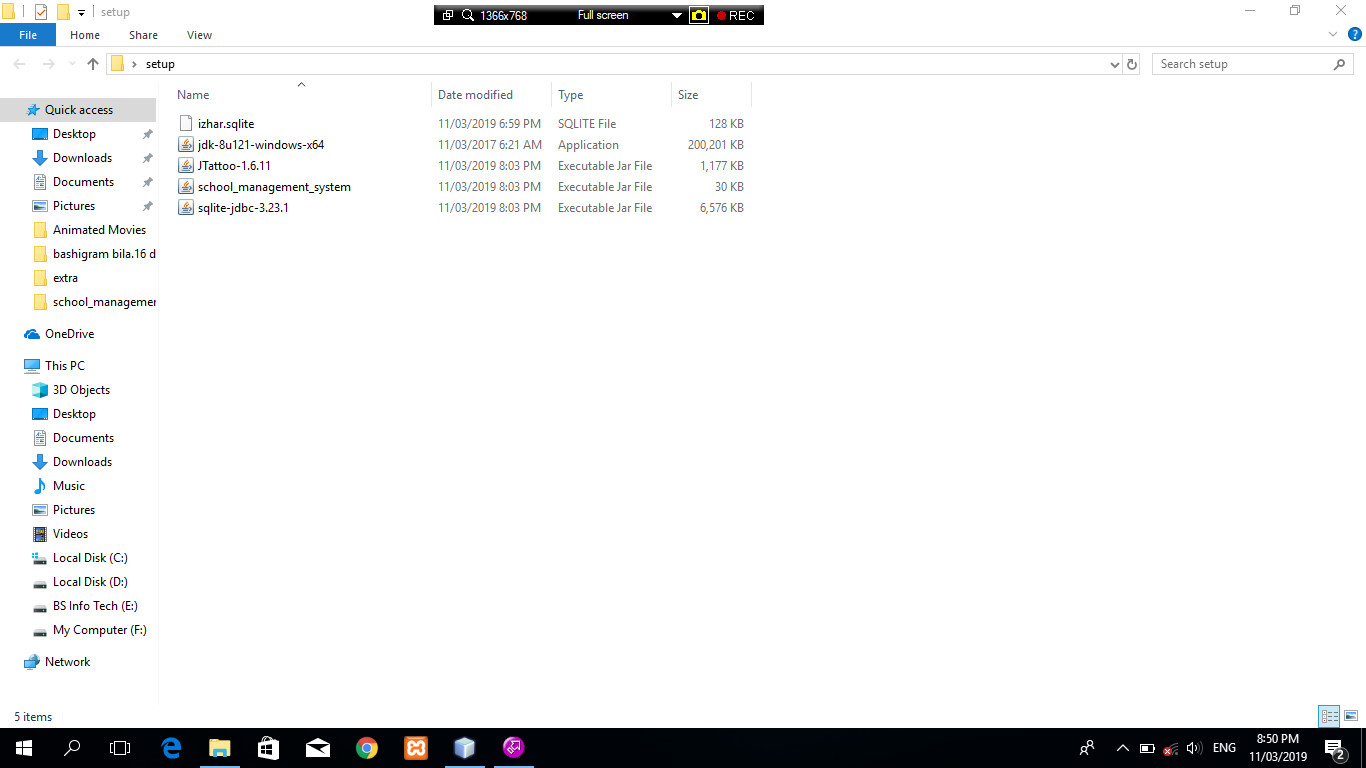 setup
1366x768 Full screen REC
File Home Share View
setup
Search setup
Name Date modified Type Size
izhar.sqlite 11/03/2019 6:59 PM SQLITE File 128 KB
jdk-8u121-windows-x64 11/03/2017 6:21 AM Application 200,201 KB
JTattoo-1.6.11 11/03/2019 8:03 PM Executable Jar File 1,177 KB
school_management_system 11/03/2019 8:03 PM Executable Jar File 30 KB
sqlite-jdbc-3.23.1 11/03/2019 8:03 PM Executable Jar File 6,576 KB
Quick access
Desktop
Downloads
Documents
Pictures
Animated Movies
bashigram bila.16 d
extra
school_managemen
OneDrive
This PC
3D Objects
Desktop
Documents
Downloads
Music
Pictures
Videos
Local Disk (C:)
Local Disk (D:)
BS Info Tech (E:)
My Computer (F:)
Network
5 items
ENG
8:50 PM
11/03/2019
2